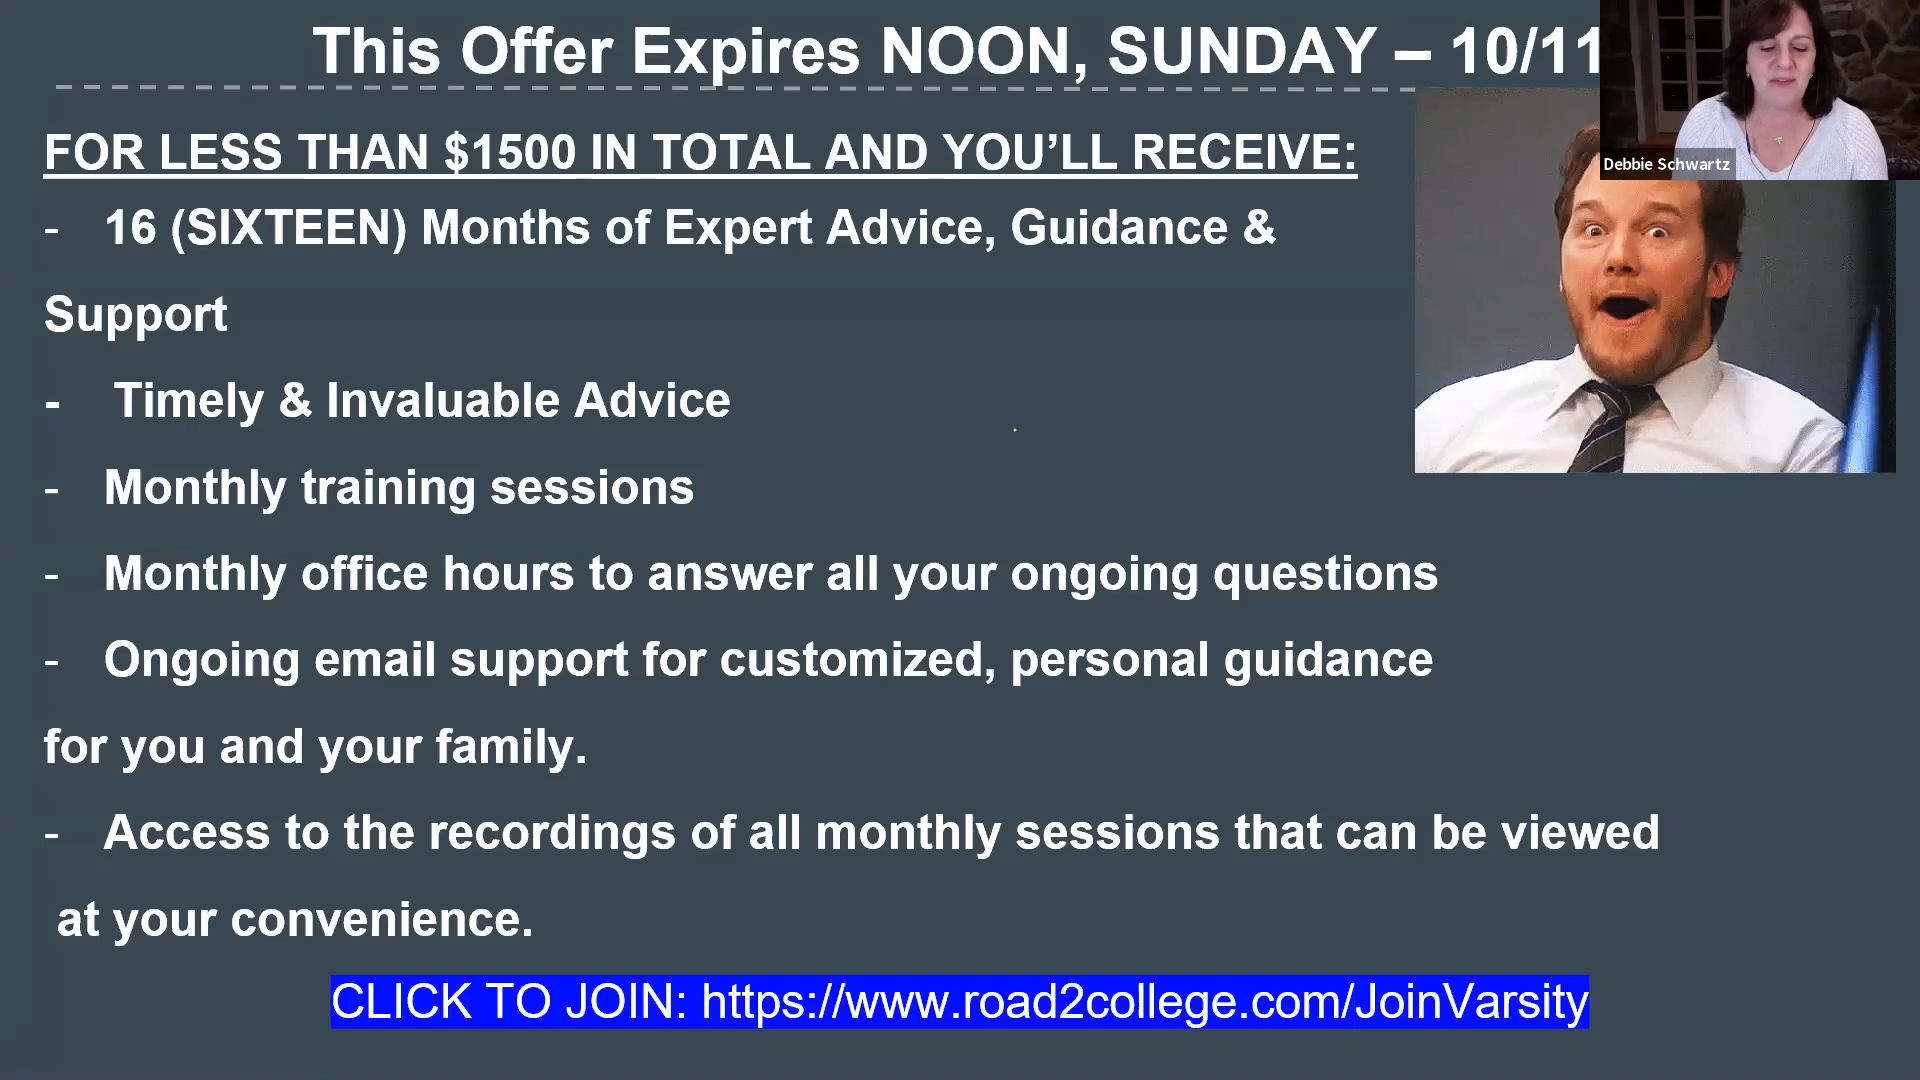 This Offer Expires NOON, SUNDAY – 10/11
Debbie Schwartz
FOR LESS THAN $1500 IN TOTAL AND YOU’LL RECEIVE:
- 16 (SIXTEEN) Months of Expert Advice, Guidance &
Support
- Timely & Invaluable Advice
- Monthly training sessions
- Monthly office hours to answer all your ongoing questions
- Ongoing email support for customized, personal guidance
for you and your family.
- Access to the recordings of all monthly sessions that can be viewed
at your convenience.
CLICK TO JOIN: https://www.road2college.com/JoinVarsity